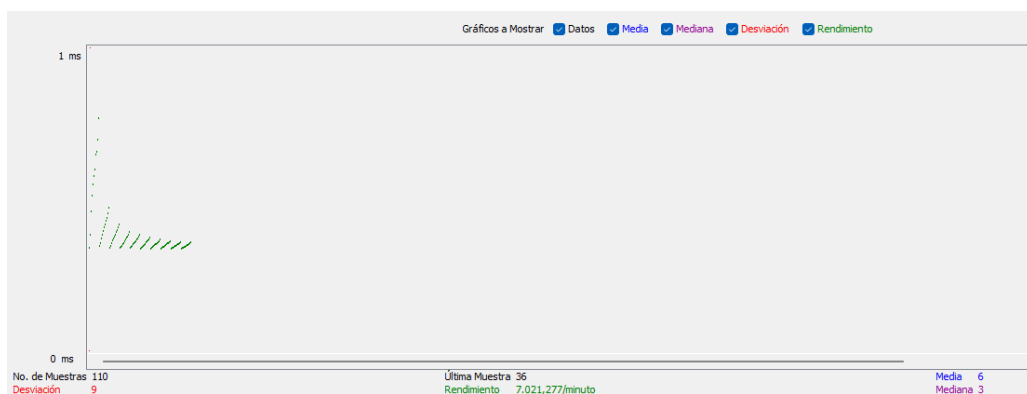 Gráficos a Mostrar Datos Media Mediana Desviación Rendimiento
1 ms
0 ms
No. de Muestras 110 Última Muestra 36 Media 6
Desviación 9 Rendimiento 7.021,277/minuto Mediana 3